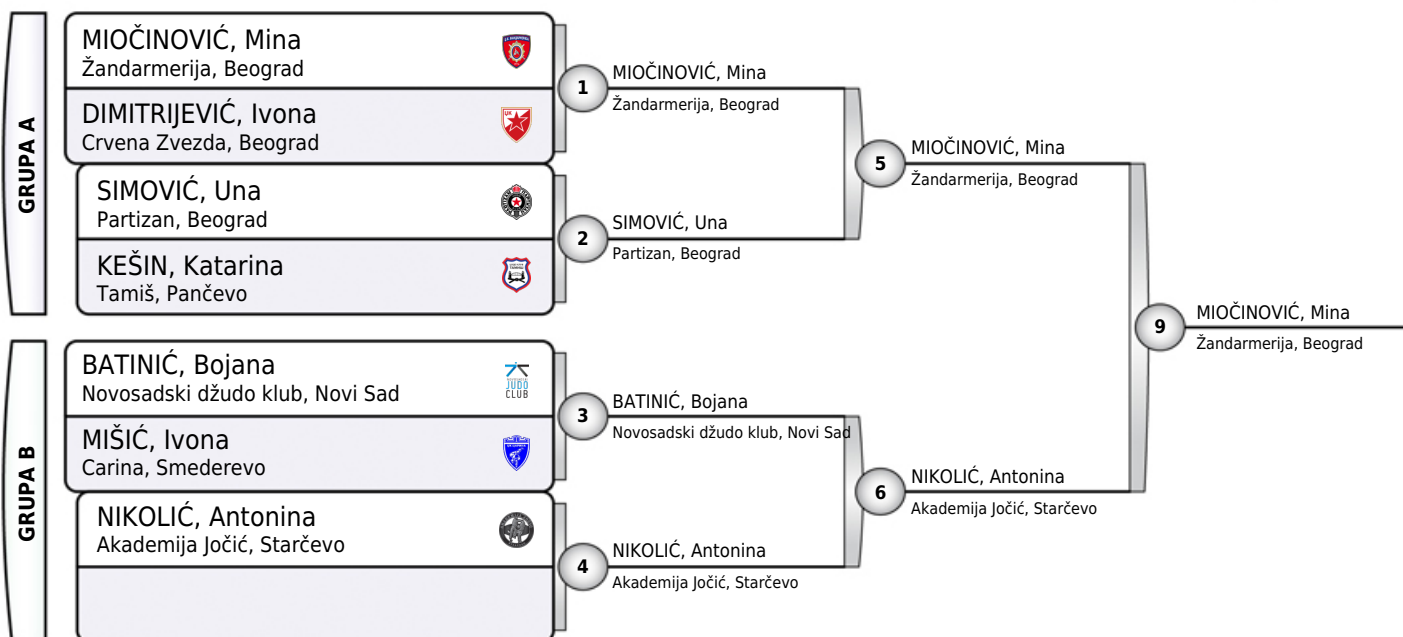 GRUPA A
MIOČINOVIĆ, Mina
Žandarmerija, Beograd
DIMITRIJEVIĆ, Ivona
Crvena Zvezda, Beograd
SIMOVIĆ, Una
Partizan, Beograd
KEŠIN, Katarina
Tamiš, Pančevo
1
MIOČINOVIĆ, Mina
Žandarmerija, Beograd
2
SIMOVIĆ, Una
Partizan, Beograd
5
MIOČINOVIĆ, Mina
Žandarmerija, Beograd
GRUPA B
BATINIĆ, Bojana
Novosadski džudo klub, Novi Sad
JUDO
CLUB
MIŠIĆ, Ivona
Carina, Smederevo
NIKOLIĆ, Antonina
Akademija Jočić, Starčevo
3
BATINIĆ, Bojana
Novosadski džudo klub, Novi Sad
4
NIKOLIĆ, Antonina
Akademija Jočić, Starčevo
6
NIKOLIĆ, Antonina
Akademija Jočić, Starčevo
9
MIOČINOVIĆ, Mina
Žandarmerija, Beograd